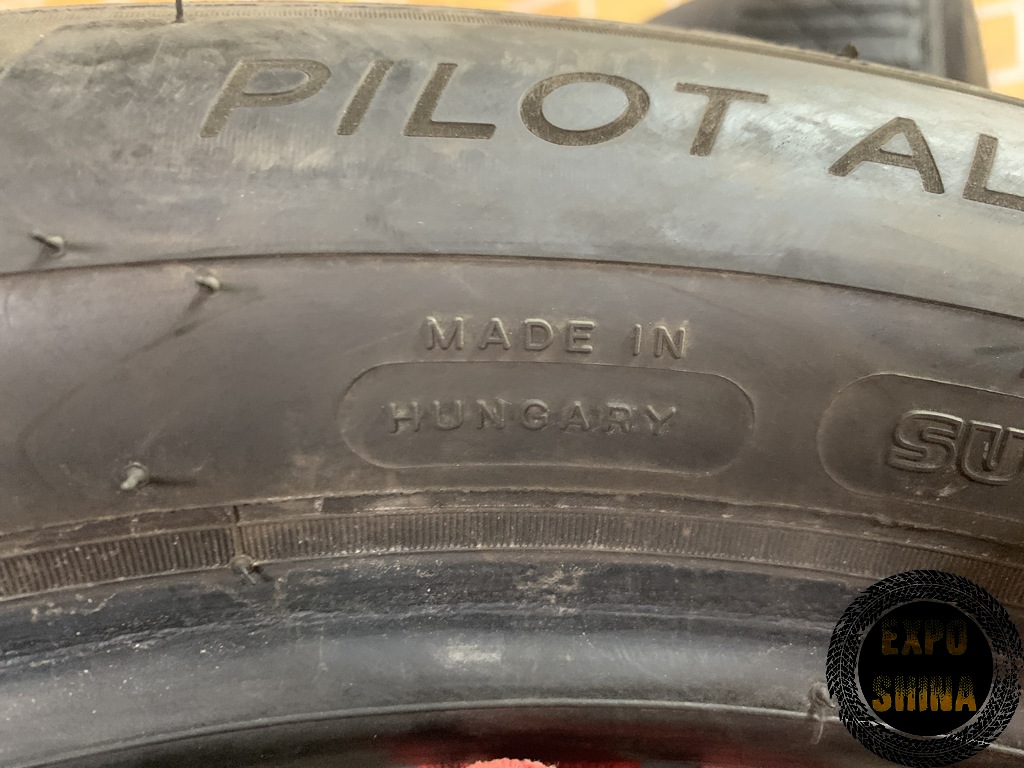 PILOT AL
MADE IN
HUNGARY
SU
EXPO
SHINA